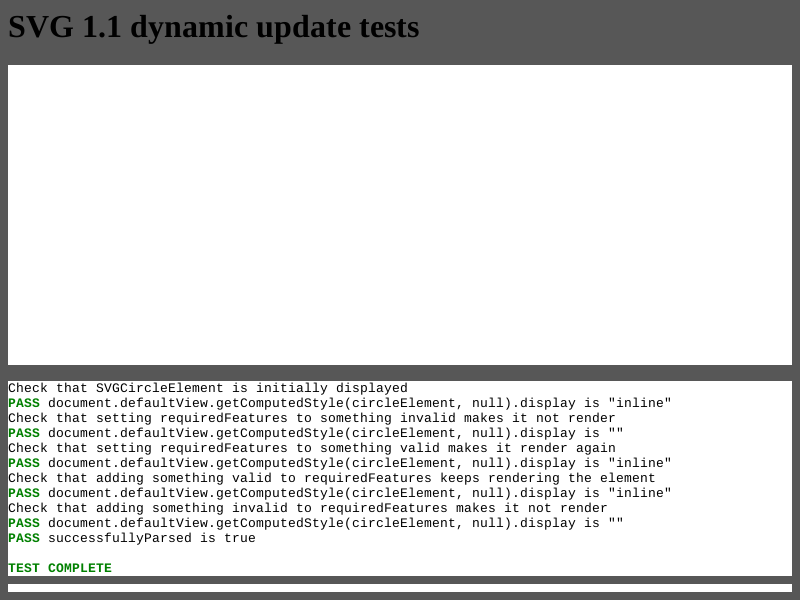 SVG 1.1 dynamic update tests
Check that SVGCircleElement is initially displayed
PASS document.defaultView.getComputedStyle(circleElement, null).display is "inline"
Check that setting requiredFeatures to something invalid makes it not render
PASS document.defaultView.getComputedStyle(circleElement, null).display is ""
Check that setting requiredFeatures to something valid makes it render again
PASS document.defaultView.getComputedStyle(circleElement, null).display is "inline"
Check that adding something valid to requiredFeatures keeps rendering the element
PASS document.defaultView.getComputedStyle(circleElement, null).display is "inline"
Check that adding something invalid to requiredFeatures makes it not render
PASS document.defaultView.getComputedStyle(circleElement, null).display is ""
PASS successfullyParsed is true
TEST COMPLETE